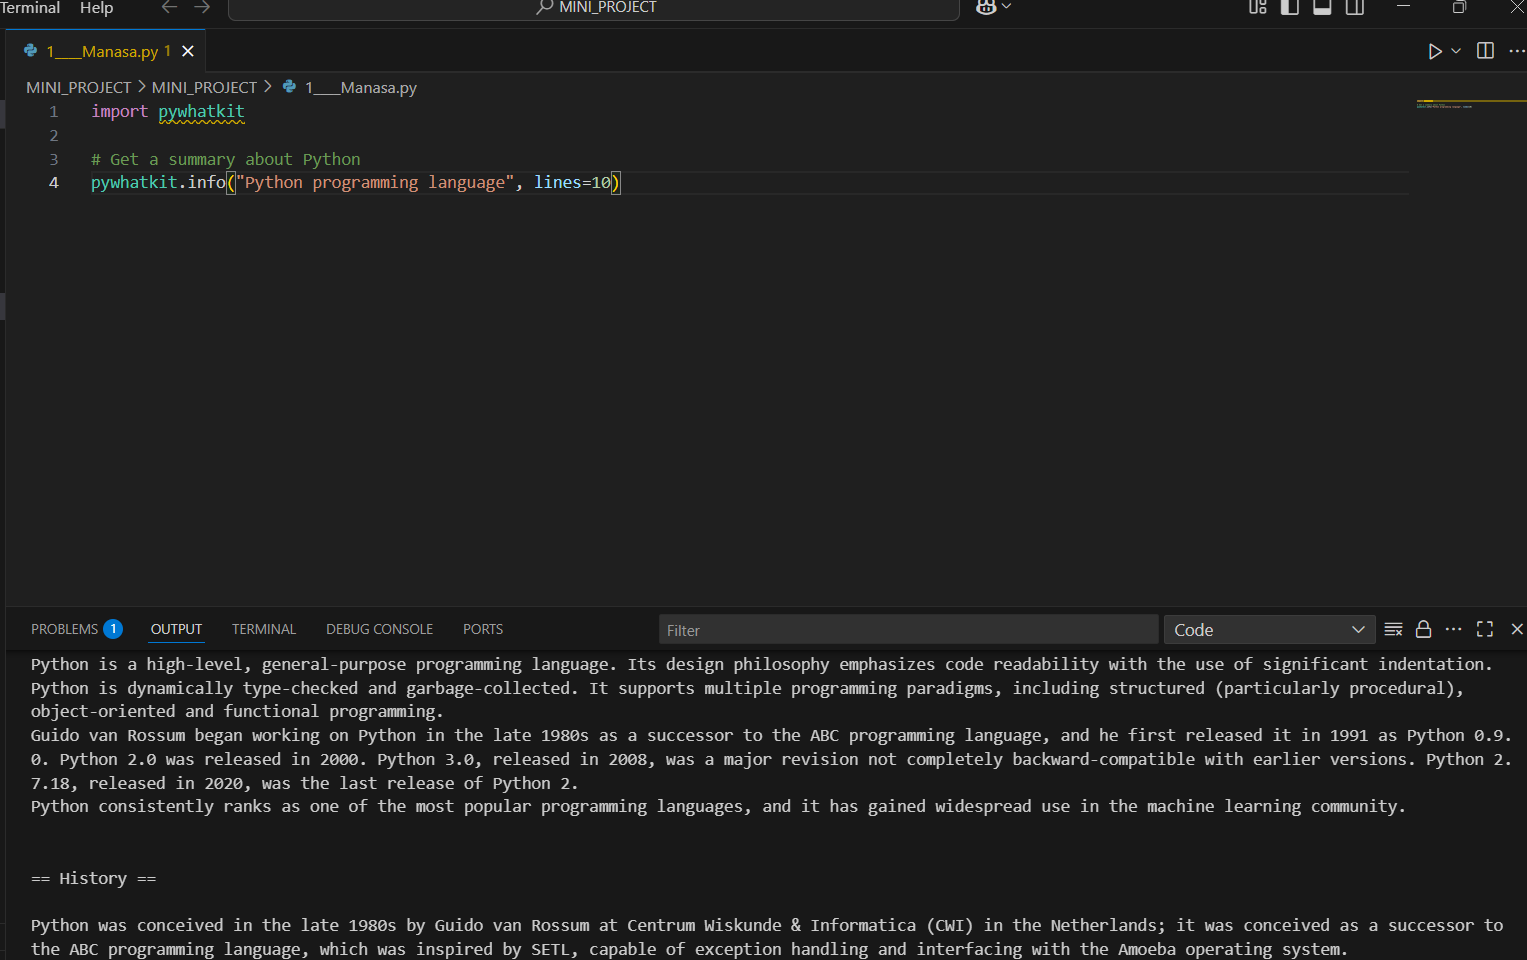 Terminal Help MINI_PROJECT
1___Manasa.py 1
MINI_PROJECT > MINI_PROJECT > 1___Manasa.py
1 import pywhatkit
2
3 # Get a summary about Python
4 pywhatkit.info("Python programming language", lines=10)
PROBLEMS 1 OUTPUT TERMINAL DEBUG CONSOLE PORTS Filter Code
Python is a high-level, general-purpose programming language. Its design philosophy emphasizes code readability with the use of significant indentation.
Python is dynamically type-checked and garbage-collected. It supports multiple programming paradigms, including structured (particularly procedural),
object-oriented and functional programming.
Guido van Rossum began working on Python in the late 1980s as a successor to the ABC programming language, and he first released it in 1991 as Python 0.9.
0. Python 2.0 was released in 2000. Python 3.0, released in 2008, was a major revision not completely backward-compatible with earlier versions. Python 2.
7.18, released in 2020, was the last release of Python 2.
Python consistently ranks as one of the most popular programming languages, and it has gained widespread use in the machine learning community.
== History ==
Python was conceived in the late 1980s by Guido van Rossum at Centrum Wiskunde & Informatica (CWI) in the Netherlands; it was conceived as a successor to
the ABC programming language, which was inspired by SETL, capable of exception handling and interfacing with the Amoeba operating system.